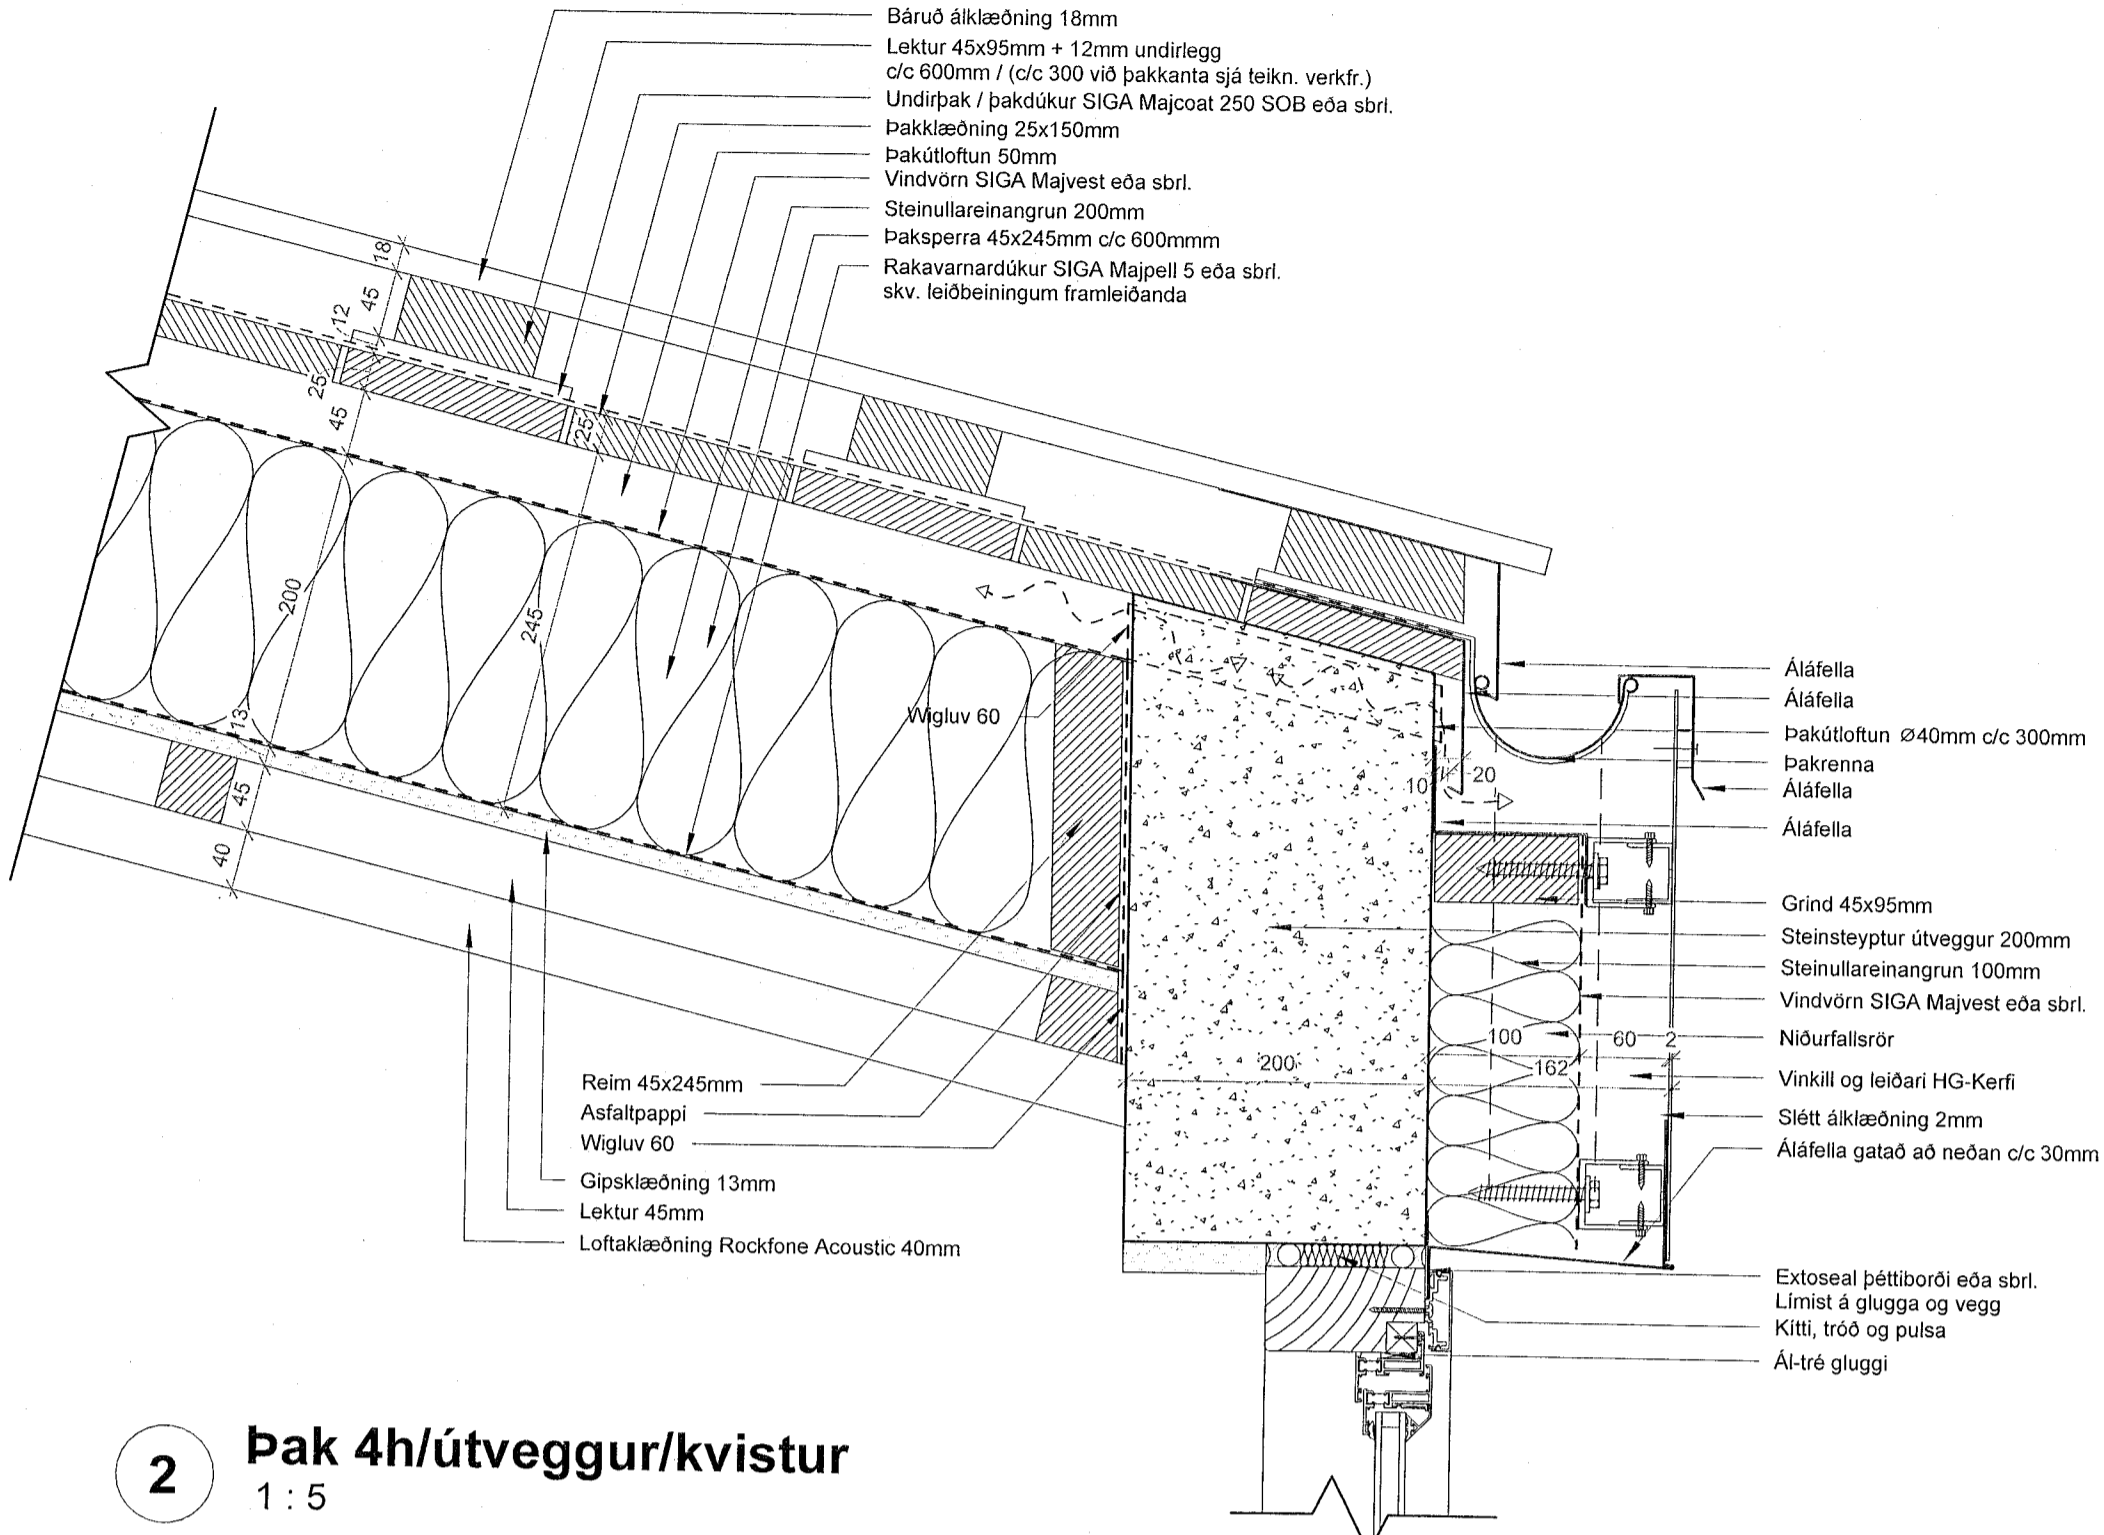 Báruð álklæðning 18mm
Lektur 45x95mm + 12mm undirlegg
c/c 600mm / (c/c 300 við þakkanta sjá teikn. verkfr.)
Undirþak / þakdúkur SIGA Majcoat 250 SOB eða sbrl.
Þakklæðning 25x150mm
Þakútloftun 50mm
Vindvörn SIGA Majvest eða sbrl.
Steinullareinangrun 200mm
Þaksperra 45x245mm c/c 600mmm
Rakavarnardúkur SIGA Majpell 5 eða sbrl.
skv. leiðbeiningum framleiðanda
18
45
12
25
45
25
200
245
13
45
40
Wigluv 60
10
20
Áláfella
Áláfella
Þakútloftun Ø40mm c/c 300mm
Þakrenna
Áláfella
Áláfella
Grind 45x95mm
Steinsteyptur útveggur 200mm
Steinullareinangrun 100mm
Vindvörn SIGA Majvest eða sbrl.
Niðurfallsrör
Vinkill og leiðari HG-Kerfi
Slétt álklæðning 2mm
Áláfella gatað að neðan c/c 30mm
100
60
2
200
162
Reim 45x245mm
Asfaltpappi
Wigluv 60
Gipsklæðning 13mm
Lektur 45mm
Loftaklæðning Rockfone Acoustic 40mm
Extoseal þéttiborði eða sbrl.
Límist á glugga og vegg
Kítti, tróð og pulsa
Ál-tré gluggi
2
Þak 4h/útveggur/kvistur
1 : 5